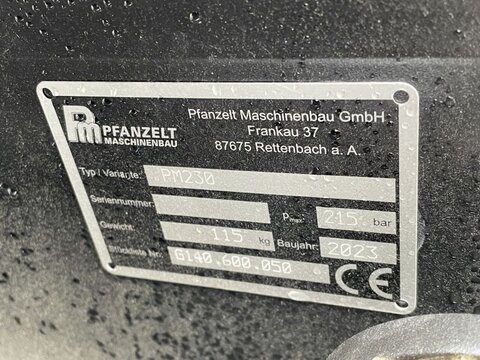 PM PFANZELT
MASCHINENBAU
Pfanzelt Maschinenbau GmbH
Frankau 37
87675 Rettenbach a. A.
Typ / Variante: PM230
Seriennummer: Pmax. 215 bar
Gewicht: 115 kg Baujahr: 2023
G140.600.050 CE